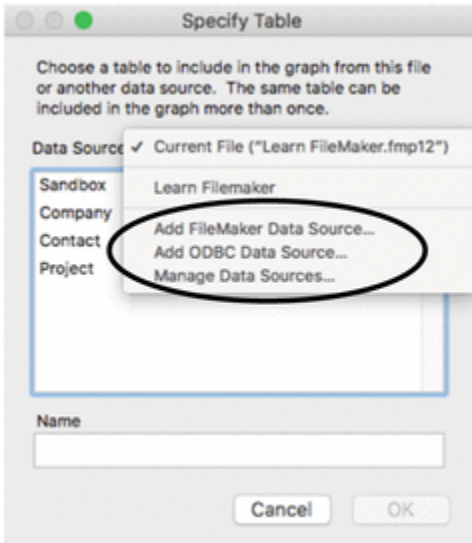 Specify Table
Choose a table to include in the graph from this file
or another data source. The same table can be
included in the graph more than once.
Data Source ✓ Current File ("Learn FileMaker.fmp12")
Sandbox
Learn Filemaker
Company
Add FileMaker Data Source...
Contact
Add ODBC Data Source...
Project
Manage Data Sources...
Name
Cancel
OK